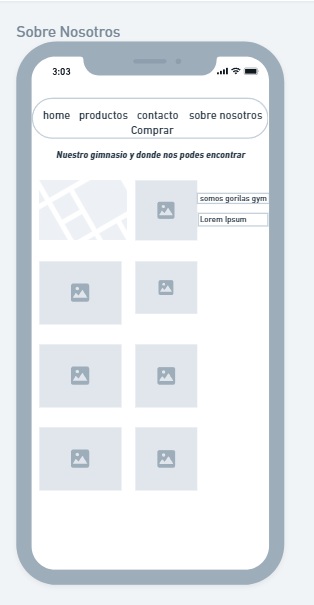 Sobre Nosotros
3:03
home productos contacto sobre nosotros
Comprar
Nuestro gimnasio y donde nos podes encontrar
somos gorilas gym
Lorem Ipsum